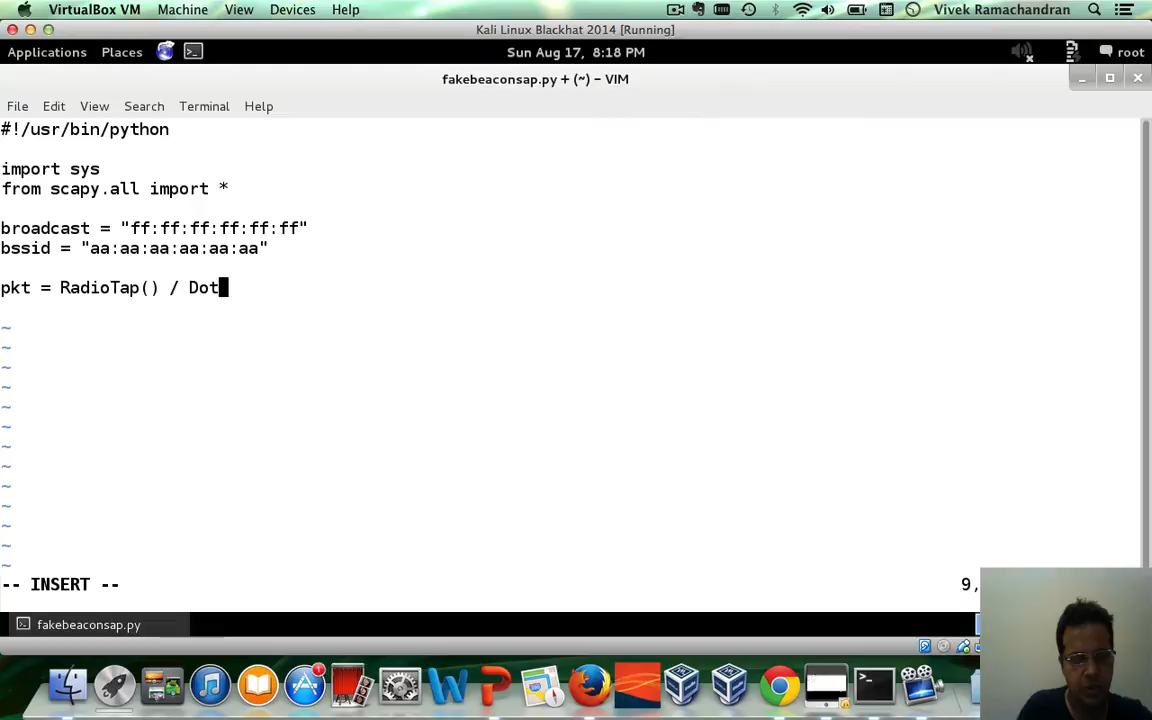 VirtualBox VM Machine View Devices Help Vivek Ramachandran
Kali Linux Blackhat 2014 [Running]
Applications Places Sun Aug 17, 8:18 PM root
fakebeaconsap.py + (~) - VIM
File Edit View Search Terminal Help
#!/usr/bin/python
import sys
from scapy.all import *
broadcast = "ff:ff:ff:ff:ff:ff"
bssid = "aa:aa:aa:aa:aa:aa"
pkt = RadioTap() / Dot
~
~
~
~
~
~
~
~
~
~
~
~
~
-- INSERT -- 9,
fakebeaconsap.py